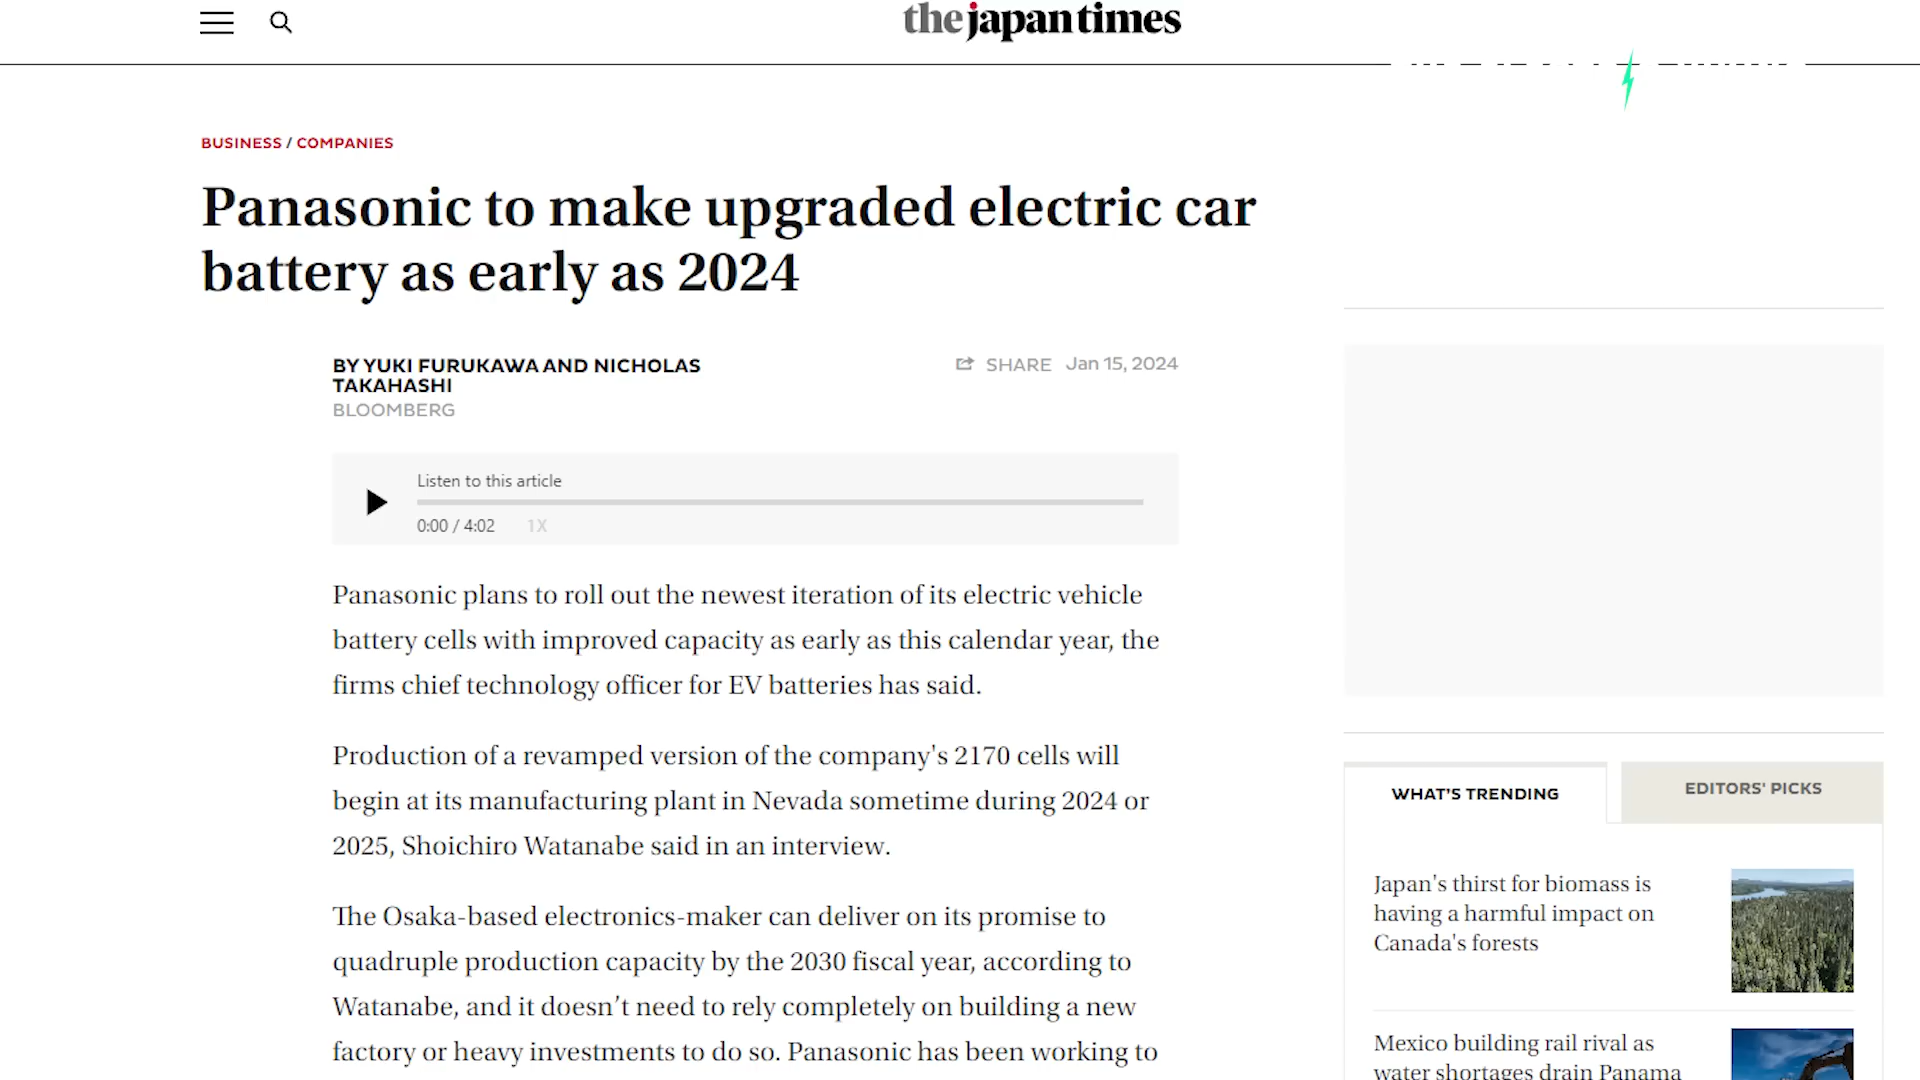 the japan times
BUSINESS / COMPANIES
Panasonic to make upgraded electric car
battery as early as 2024
BY YUKI FURUKAWA AND NICHOLAS
TAKAHASHI
BLOOMBERG
SHARE Jan 15, 2024
Listen to this article
0:00 / 4:02 1X
Panasonic plans to roll out the newest iteration of its electric vehicle
battery cells with improved capacity as early as this calendar year, the
firms chief technology officer for EV batteries has said.
Production of a revamped version of the company's 2170 cells will
begin at its manufacturing plant in Nevada sometime during 2024 or
2025, Shoichiro Watanabe said in an interview.
The Osaka-based electronics-maker can deliver on its promise to
quadruple production capacity by the 2030 fiscal year, according to
Watanabe, and it doesn’t need to rely completely on building a new
factory or heavy investments to do so. Panasonic has been working to
WHAT’S TRENDING
EDITORS' PICKS
Japan's thirst for biomass is
having a harmful impact on
Canada's forests
Mexico building rail rival as
water shortages drain Panama